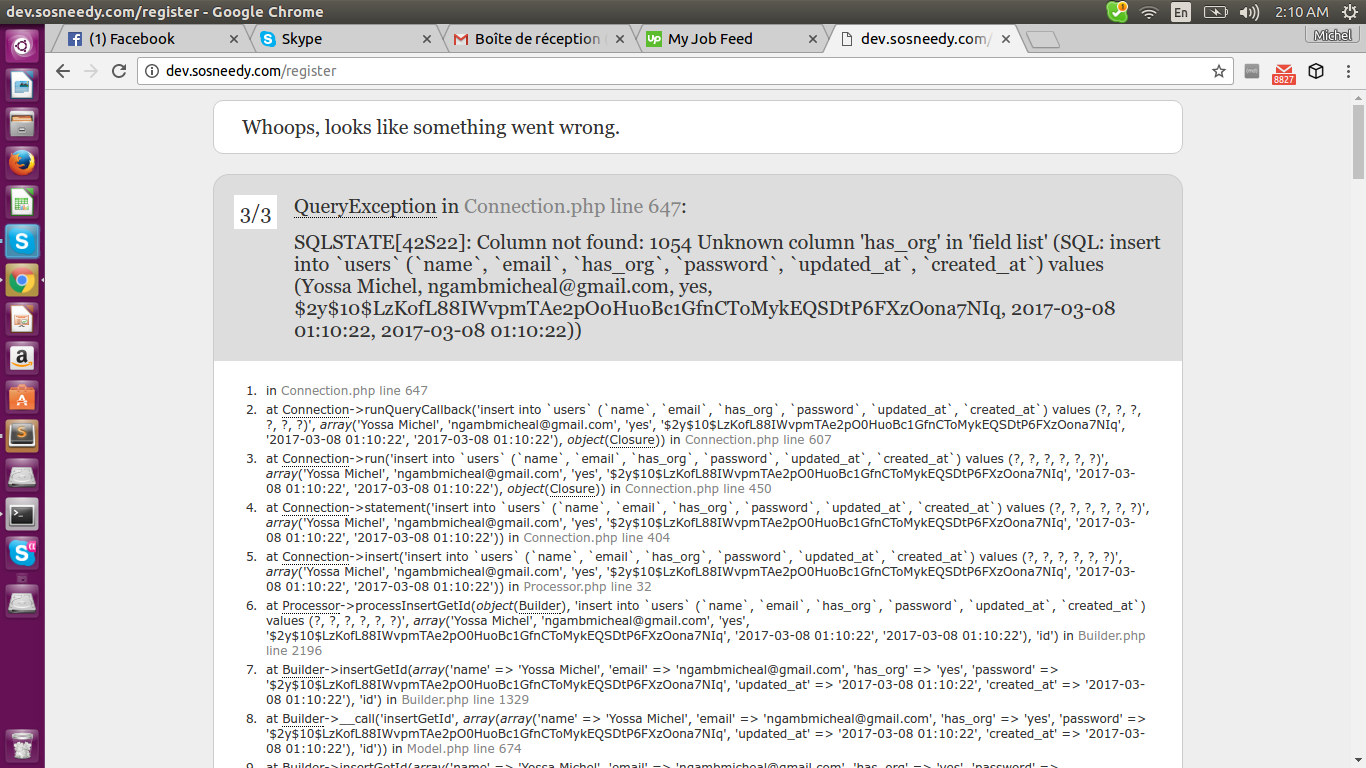 dev.sosneedy.com/register - Google Chrome
En
2:10 AM
(1) Facebook
Skype
Boîte de réception
My Job Feed
dev.sosneedy.com/
Michel
dev.sosneedy.com/register
8827
Whoops, looks like something went wrong.
3/3
QueryException in Connection.php line 647:
SQLSTATE[42S22]: Column not found: 1054 Unknown column 'has_org' in 'field list' (SQL: insert
into `users` (`name`, `email`, `has_org`, `password`, `updated_at`, `created_at`) values
(Yossa Michel, ngambmicheal@gmail.com, yes,
$2y$10$LzKofL88IWvpmTAe2pO0HuoBc1GfnCToMykEQSDtP6FXzOona7NIq, 2017-03-08
01:10:22, 2017-03-08 01:10:22))
1. in Connection.php line 647
2. at Connection->runQueryCallback('insert into `users` (`name`, `email`, `has_org`, `password`, `updated_at`, `created_at`) values (?, ?, ?,
?, ?, ?)', array('Yossa Michel', 'ngambmicheal@gmail.com', 'yes', '$2y$10$LzKofL88IWvpmTAe2pO0HuoBc1GfnCToMykEQSDtP6FXzOona7NIq',
'2017-03-08 01:10:22', '2017-03-08 01:10:22'), object(Closure)) in Connection.php line 607
3. at Connection->run('insert into `users` (`name`, `email`, `has_org`, `password`, `updated_at`, `created_at`) values (?, ?, ?, ?, ?, ?)',
array('Yossa Michel', 'ngambmicheal@gmail.com', 'yes', '$2y$10$LzKofL88IWvpmTAe2pO0HuoBc1GfnCToMykEQSDtP6FXzOona7NIq', '2017-03-
08 01:10:22', '2017-03-08 01:10:22'), object(Closure)) in Connection.php line 450
4. at Connection->statement('insert into `users` (`name`, `email`, `has_org`, `password`, `updated_at`, `created_at`) values (?, ?, ?, ?, ?, ?)',
array('Yossa Michel', 'ngambmicheal@gmail.com', 'yes', '$2y$10$LzKofL88IWvpmTAe2pO0HuoBc1GfnCToMykEQSDtP6FXzOona7NIq', '2017-03-
08 01:10:22', '2017-03-08 01:10:22')) in Connection.php line 404
5. at Connection->insert('insert into `users` (`name`, `email`, `has_org`, `password`, `updated_at`, `created_at`) values (?, ?, ?, ?, ?, ?)',
array('Yossa Michel', 'ngambmicheal@gmail.com', 'yes', '$2y$10$LzKofL88IWvpmTAe2pO0HuoBc1GfnCToMykEQSDtP6FXzOona7NIq', '2017-03-
08 01:10:22', '2017-03-08 01:10:22')) in Processor.php line 32
6. at Processor->processInsertGetId(object(Builder), 'insert into `users` (`name`, `email`, `has_org`, `password`, `updated_at`, `created_at`)
values (?, ?, ?, ?, ?, ?)', array('Yossa Michel', 'ngambmicheal@gmail.com', 'yes',
'$2y$10$LzKofL88IWvpmTAe2pO0HuoBc1GfnCToMykEQSDtP6FXzOona7NIq', '2017-03-08 01:10:22', '2017-03-08 01:10:22'), 'id') in Builder.php
line 2196
7. at Builder->insertGetId(array('name' => 'Yossa Michel', 'email' => 'ngambmicheal@gmail.com', 'has_org' => 'yes', 'password' =>
'$2y$10$LzKofL88IWvpmTAe2pO0HuoBc1GfnCToMykEQSDtP6FXzOona7NIq', 'updated_at' => '2017-03-08 01:10:22', 'created_at' => '2017-03-
08 01:10:22'), 'id') in Builder.php line 1329
8. at Builder->__call('insertGetId', array(array('name' => 'Yossa Michel', 'email' => 'ngambmicheal@gmail.com', 'has_org' => 'yes', 'password' =>
'$2y$10$LzKofL88IWvpmTAe2pO0HuoBc1GfnCToMykEQSDtP6FXzOona7NIq', 'updated_at' => '2017-03-08 01:10:22', 'created_at' => '2017-03-
08 01:10:22'), 'id')) in Model.php line 674
9. at Builder->insertGetId(array('name' => 'Yossa Michel', 'email' => 'ngambmicheal@gmail.com', 'has_org' => 'yes', 'password' =>